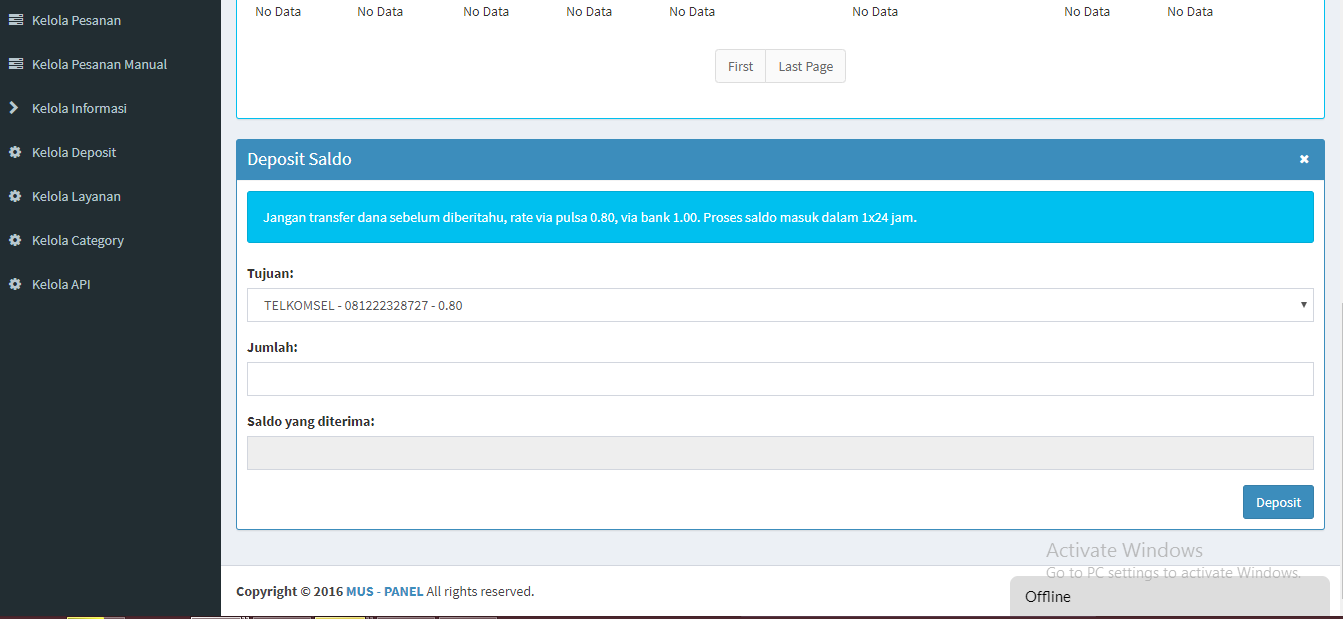 Kelola Pesanan
Kelola Pesanan Manual
Kelola Informasi
Kelola Deposit
Kelola Layanan
Kelola Category
Kelola API
No Data No Data No Data No Data No Data No Data No Data No Data
First Last Page
Deposit Saldo
Jangan transfer dana sebelum diberitahu, rate via pulsa 0.80, via bank 1.00. Proses saldo masuk dalam 1x24 jam.
Tujuan:
TELKOMSEL - 081222328727 - 0.80
Jumlah:
Saldo yang diterima:
Deposit
Activate Windows
Go to PC settings to activate Windows.
Copyright © 2016 MUS - PANEL All rights reserved.
Offline